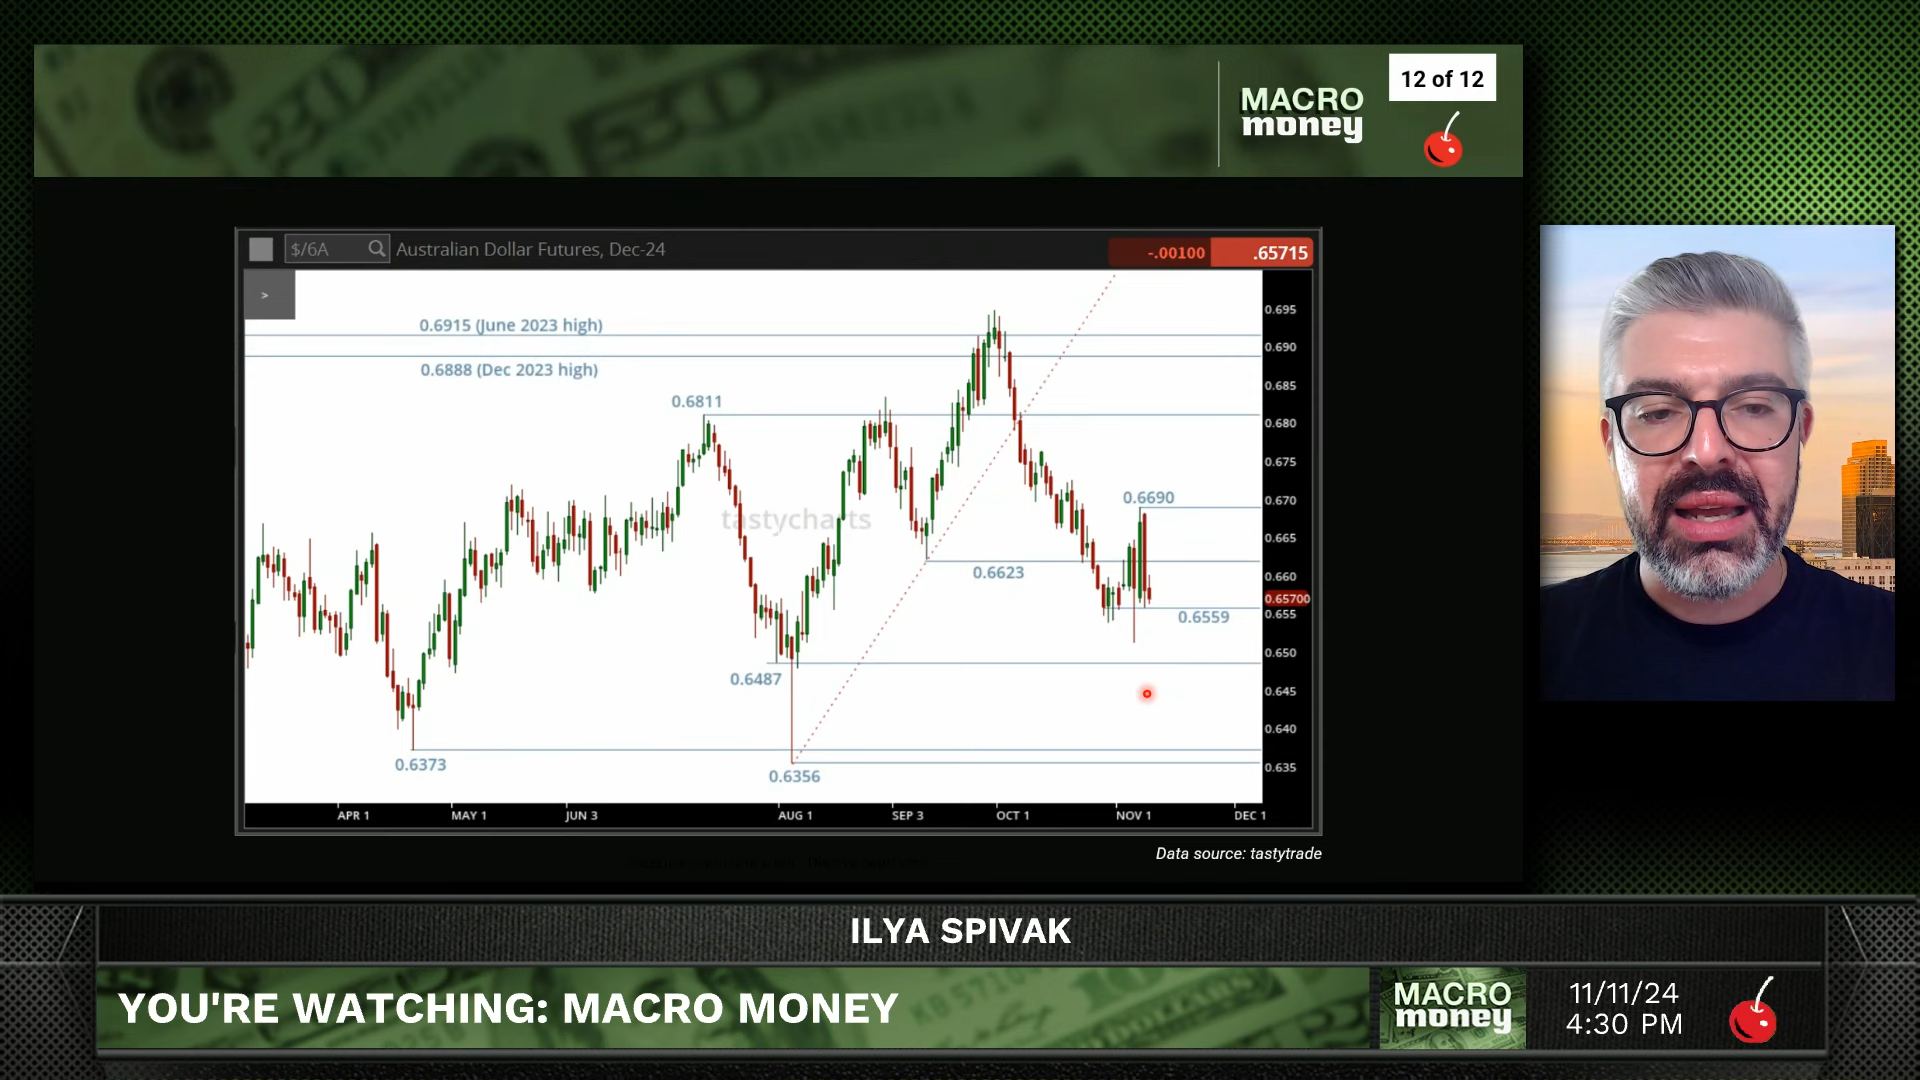 MACRO
money
12 of 12
$/6A
Australian Dollar Futures, Dec-24
-.00100
.65715
>
0.6915 (June 2023 high)
0.6888 (Dec 2023 high)
0.6811
0.6690
0.6623
0.6559
0.6487
0.6373
0.6356
tastycharts
0.695
0.690
0.685
0.680
0.675
0.670
0.665
0.660
0.65700
0.655
0.650
0.645
0.640
0.635
APR 1
MAY 1
JUN 3
AUG 1
SEP 3
OCT 1
NOV 1
DEC 1
Data source: tastytrade
ILYA SPIVAK
YOU'RE WATCHING: MACRO MONEY
MACRO
money
11/11/24
4:30 PM